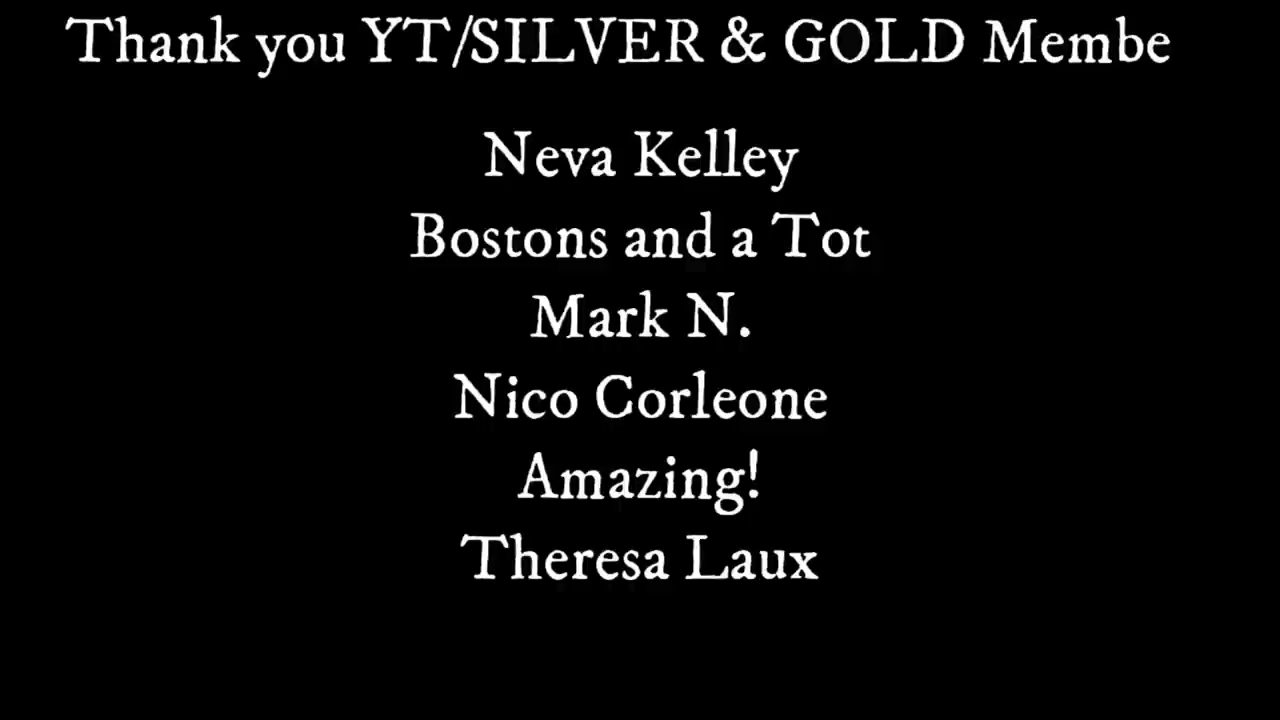 Thank you YT/SILVER & GOLD Membe
Neva Kelley
Bostons and a Tot
Mark N.
Nico Corleone
Amazing!
Theresa Laux